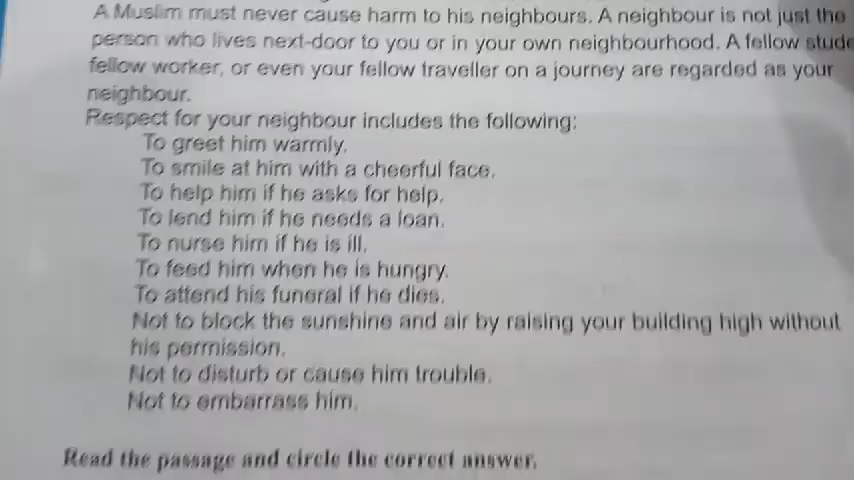 A Muslim must never cause harm to his neighbours. A neighbour is not just the
person who lives next-door to you or in your own neighbourhood. A fellow stude
fellow worker, or even your fellow traveller on a journey are regarded as your
neighbour.
Respect for your neighbour includes the following:
To greet him warmly.
To smile at him with a cheerful face.
To help him if he asks for help.
To lend him if he needs a loan.
To nurse him if he is ill.
To feed him when he is hungry.
To attend his funeral if he dies.
Not to block the sunshine and air by raising your building high without
his permission.
Not to disturb or cause him trouble.
Not to embarrass him.
Read the passage and circle the correct answer.